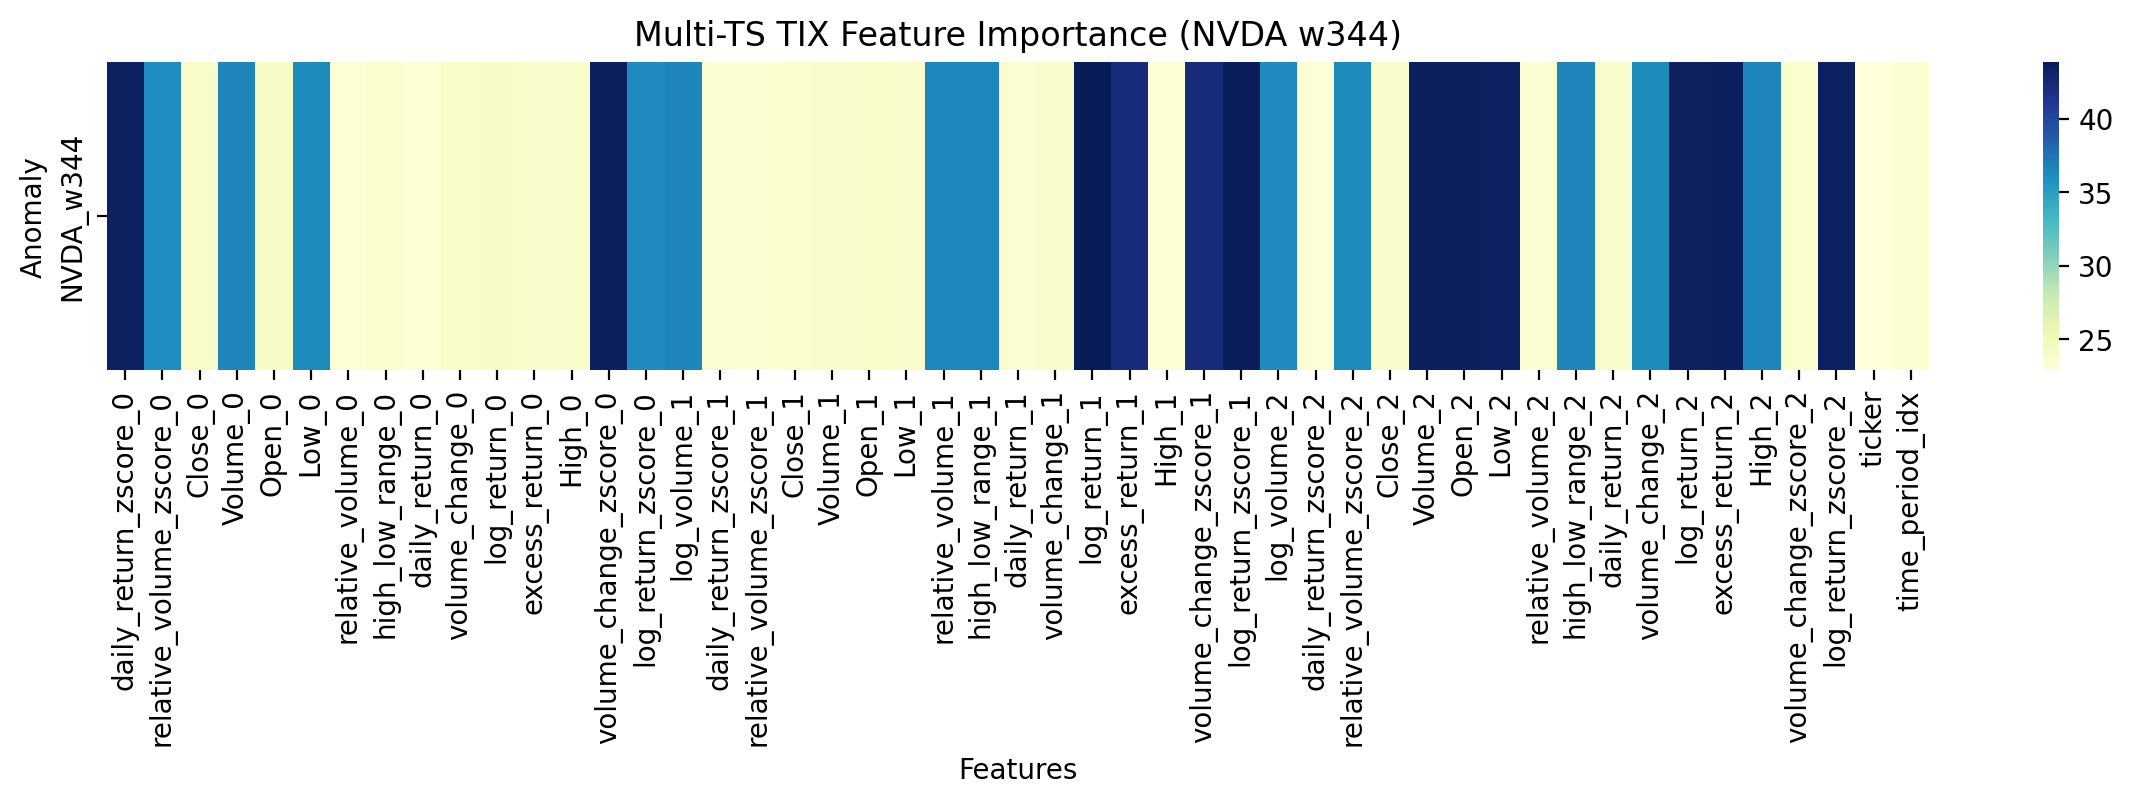 Multi-TS TIX Feature Importance (NVDA w344)
Anomaly
NVDA_w344
40
35
30
25
daily_return_zscore_0
relative_volume_zscore_0
Close_0
Volume_0
Open_0
Low_0
relative_volume_0
high_low_range_0
daily_return_0
volume_change_0
log_return_0
excess_return_0
High_0
volume_change_zscore_0
log_return_zscore_0
log_volume_1
daily_return_zscore_1
relative_volume_zscore_1
Close_1
Volume_1
Open_1
Low_1
relative_volume_1
high_low_range_1
daily_return_1
volume_change_1
log_return_1
excess_return_1
High_1
volume_change_zscore_1
log_return_zscore_1
log_volume_2
daily_return_zscore_2
relative_volume_zscore_2
Close_2
Volume_2
Open_2
Low_2
relative_volume_2
high_low_range_2
daily_return_2
volume_change_2
log_return_2
excess_return_2
High_2
volume_change_zscore_2
log_return_zscore_2
ticker
time_period_idx
Features